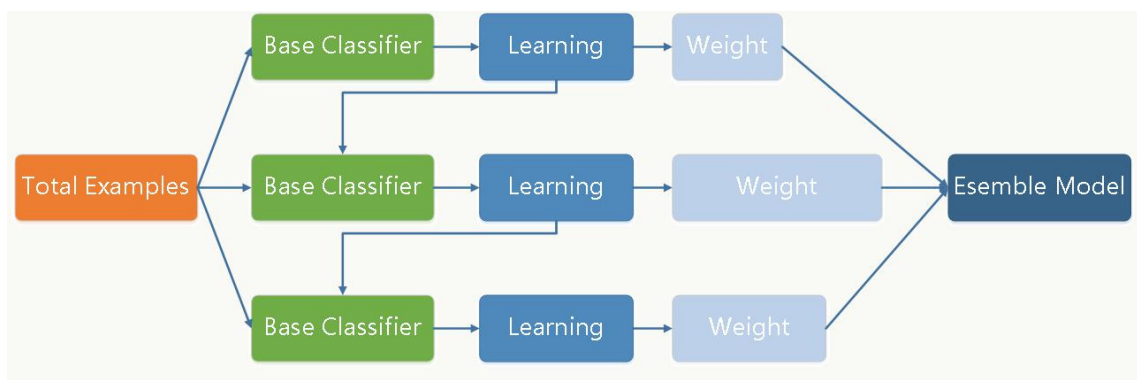 Base Classifier
Learning
Weight
Total Examples
Base Classifier
Learning
Weight
Esemble Model
Base Classifier
Learning
Weight